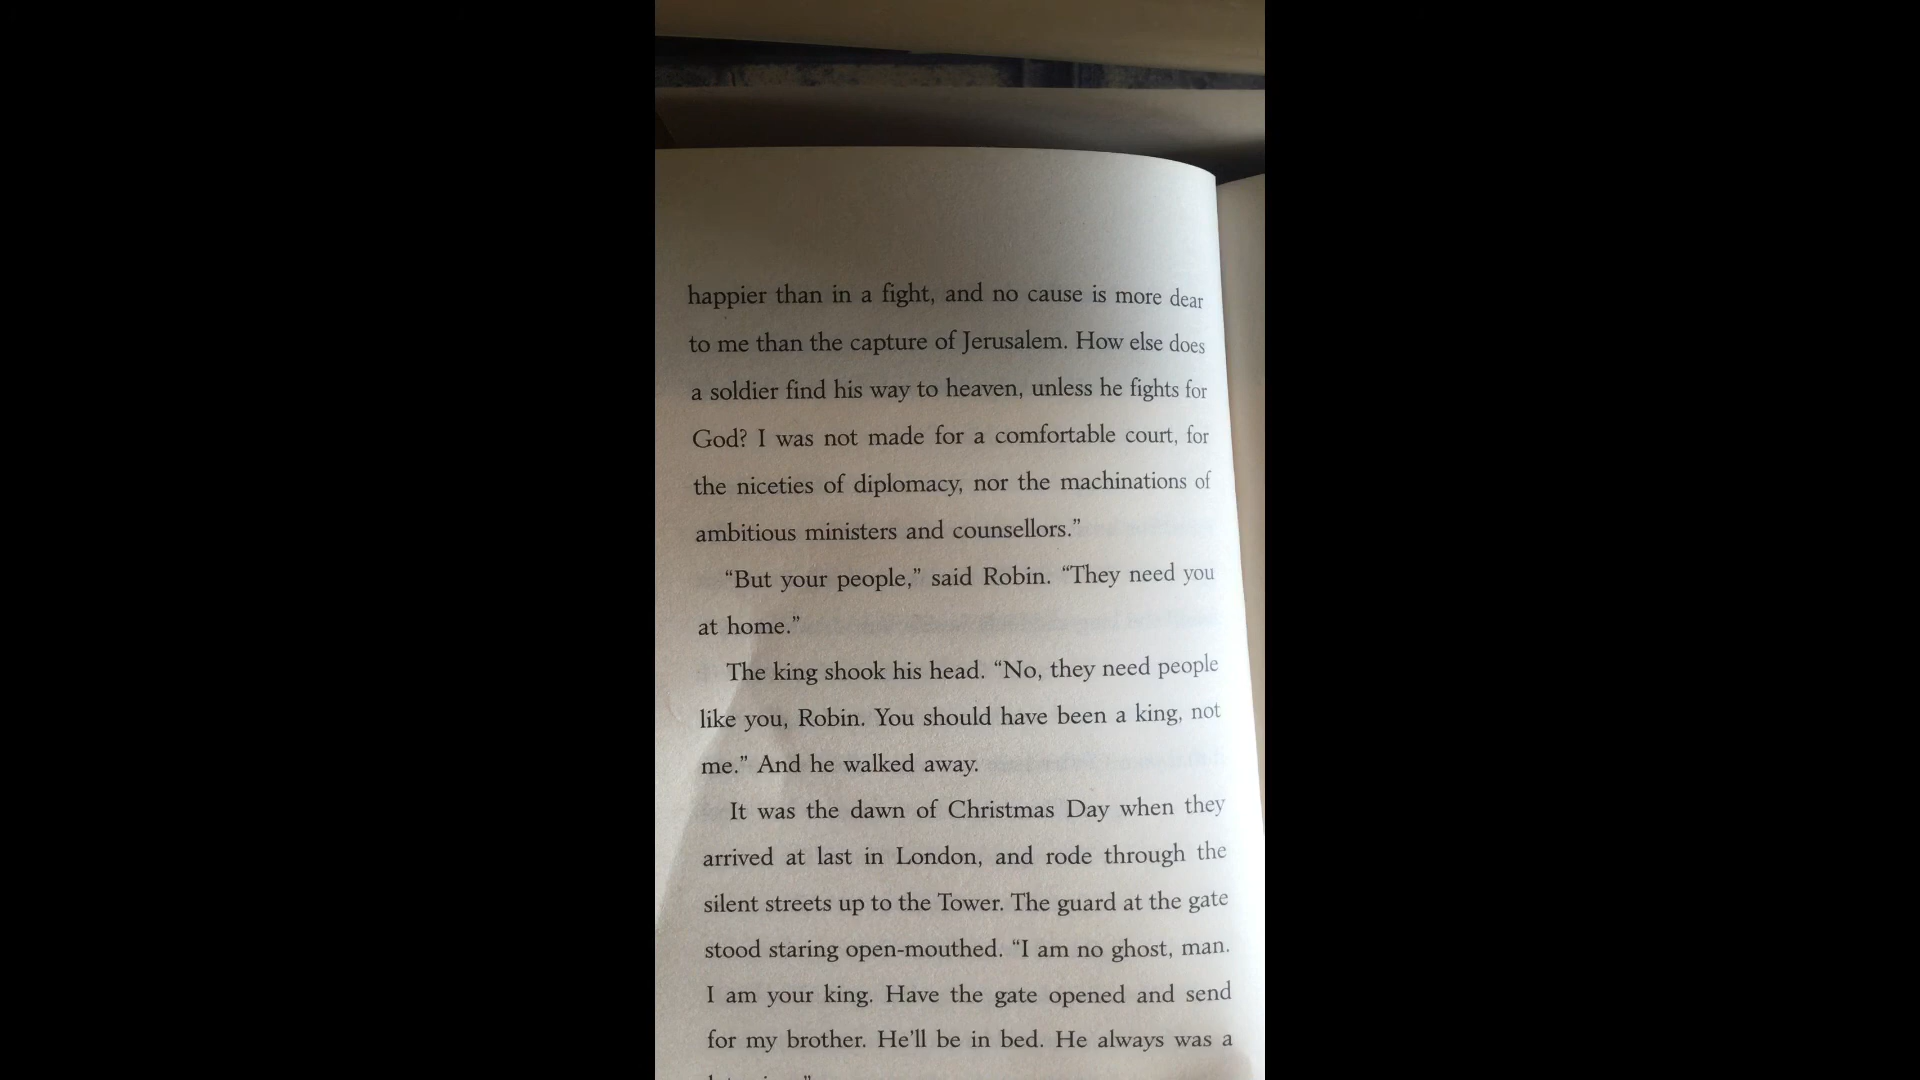 happier than in a fight, and no cause is more dear
to me than the capture of Jerusalem. How else does
a soldier find his way to heaven, unless he fights for
God? I was not made for a comfortable court, for
the niceties of diplomacy, nor the machinations of
ambitious ministers and counsellors.”
“But your people,” said Robin. “They need you
at home.”
The king shook his head. “No, they need people
like you, Robin. You should have been a king, not
me.” And he walked away.
It was the dawn of Christmas Day when they
arrived at last in London, and rode through the
silent streets up to the Tower. The guard at the gate
stood staring open-mouthed. “I am no ghost, man.
I am your king. Have the gate opened and send
for my brother. He’ll be in bed. He always was a